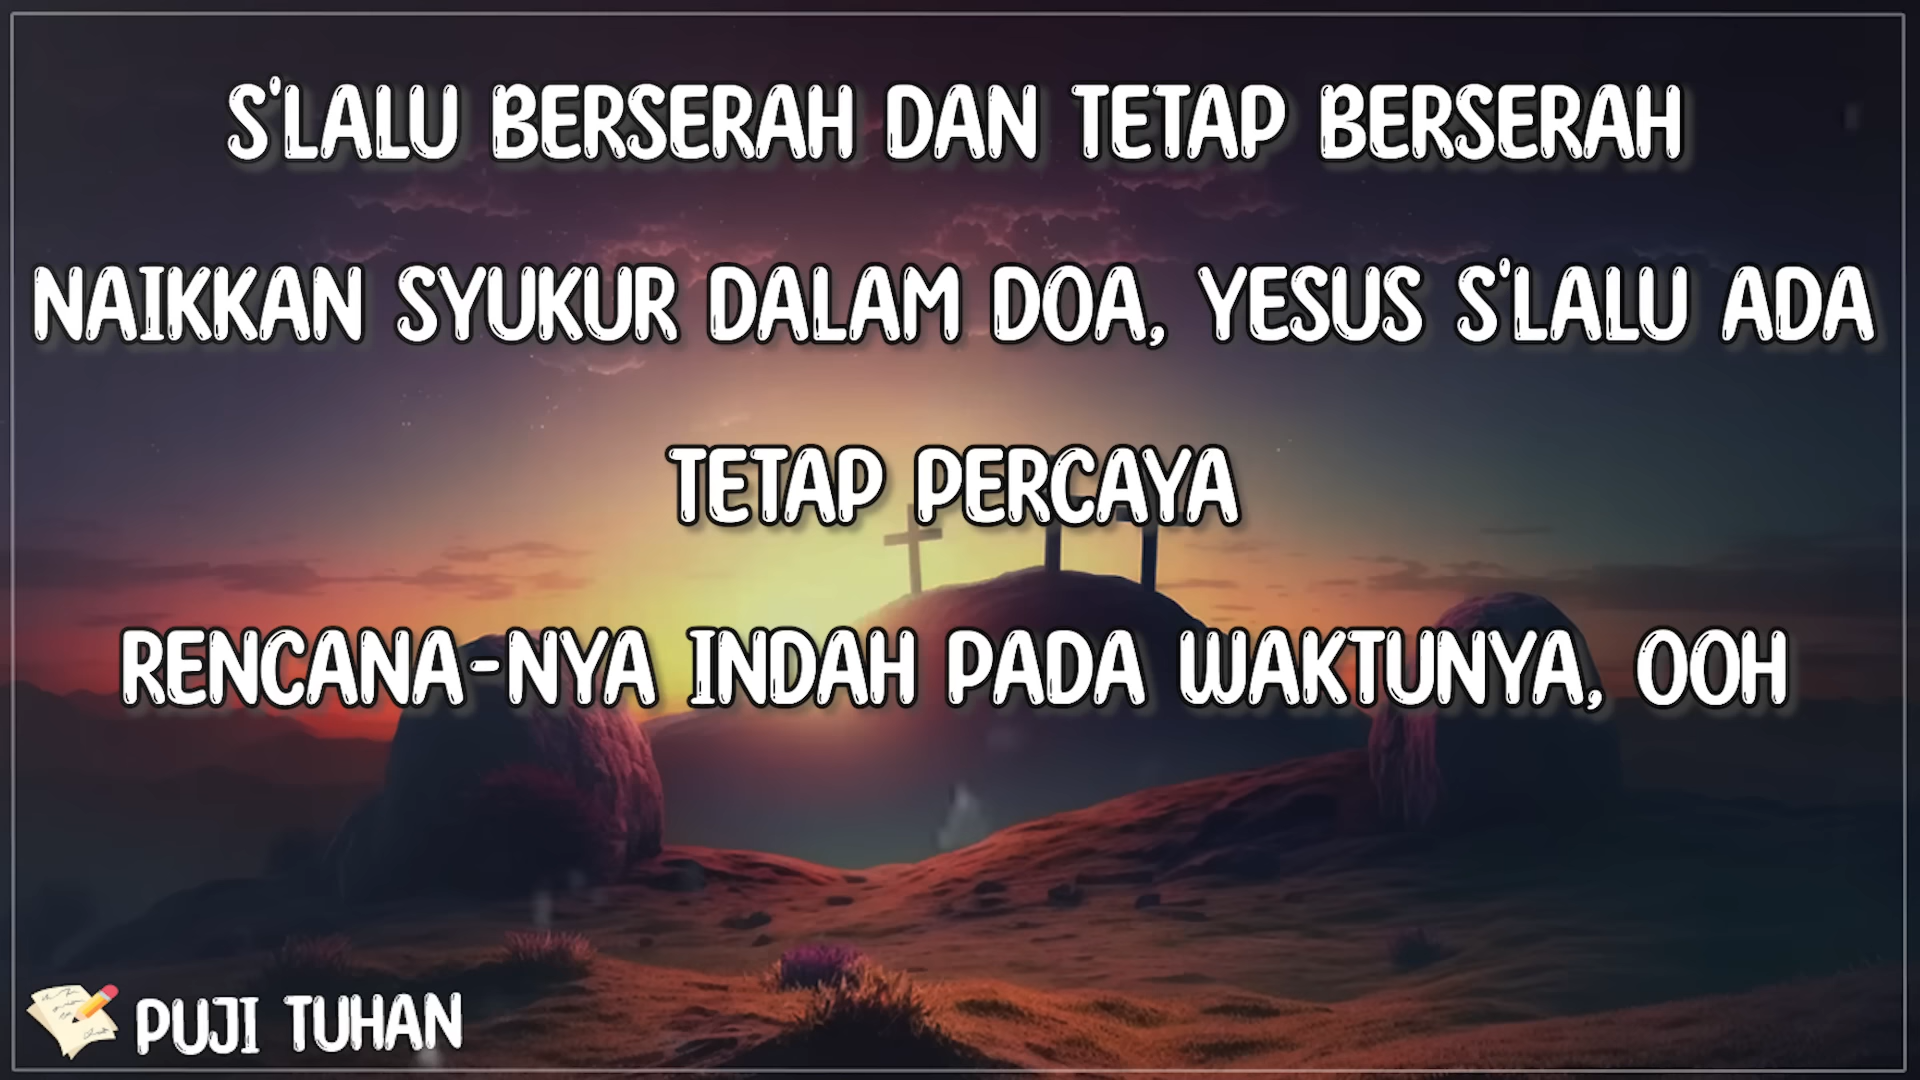 S'LALU BERSERAH DAN TETAP BERSERAH
NAIKKAN SYUKUR DALAM DOA, YESUS S'LALU ADA
TETAP PERCAYA
RENCANA-NYA INDAH PADA WAKTUNYA, OOH
PUJI TUHAN